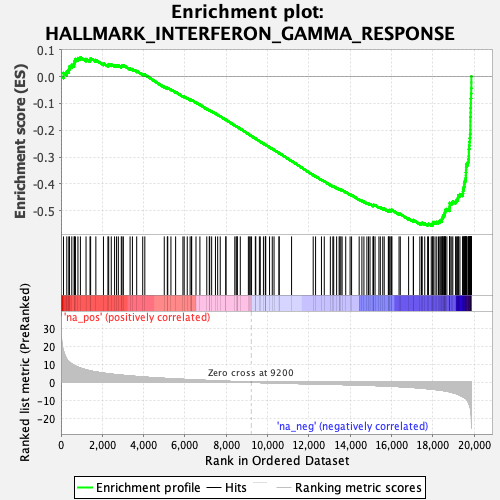 Enrichment plot:
HALLMARK_INTERFERON_GAMMA_RESPONSE
Enrichment score (ES)
0.1
0.0
-0.1
-0.2
-0.3
-0.4
-0.5
'na_pos' (positively correlated)
Ranked list metric (PreRanked)
30
20
10
0
-10
-20
Zero cross at 9200
'na_neg' (negatively correlated)
0
2,000
4,000
6,000
8,000
10,000
12,000
14,000
16,000
18,000
20,000
Rank in Ordered Dataset
Enrichment profile
Hits
Ranking metric scores